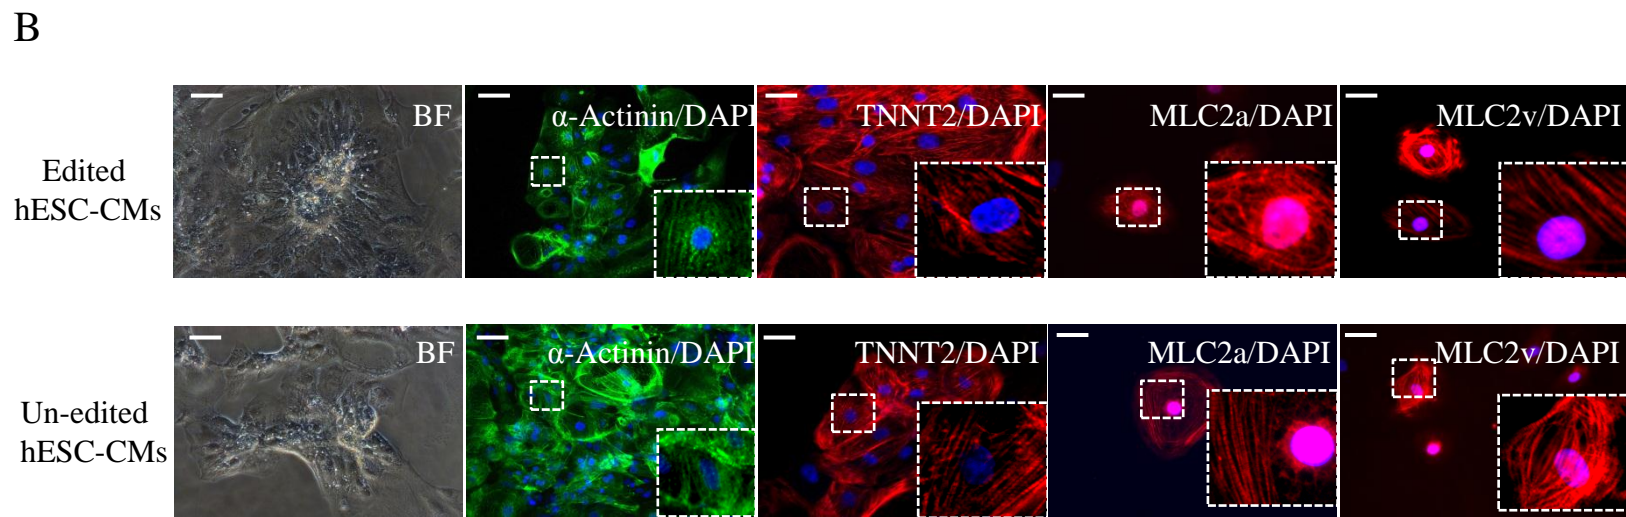 B
BF
α-Actinin/DAPI
TNNT2/DAPI
MLC2a/DAPI
MLC2v/DAPI
Edited
hESC-CMs
BF
α-Actinin/DAPI
TNNT2/DAPI
MLC2a/DAPI
MLC2v/DAPI
Un-edited
hESC-CMs